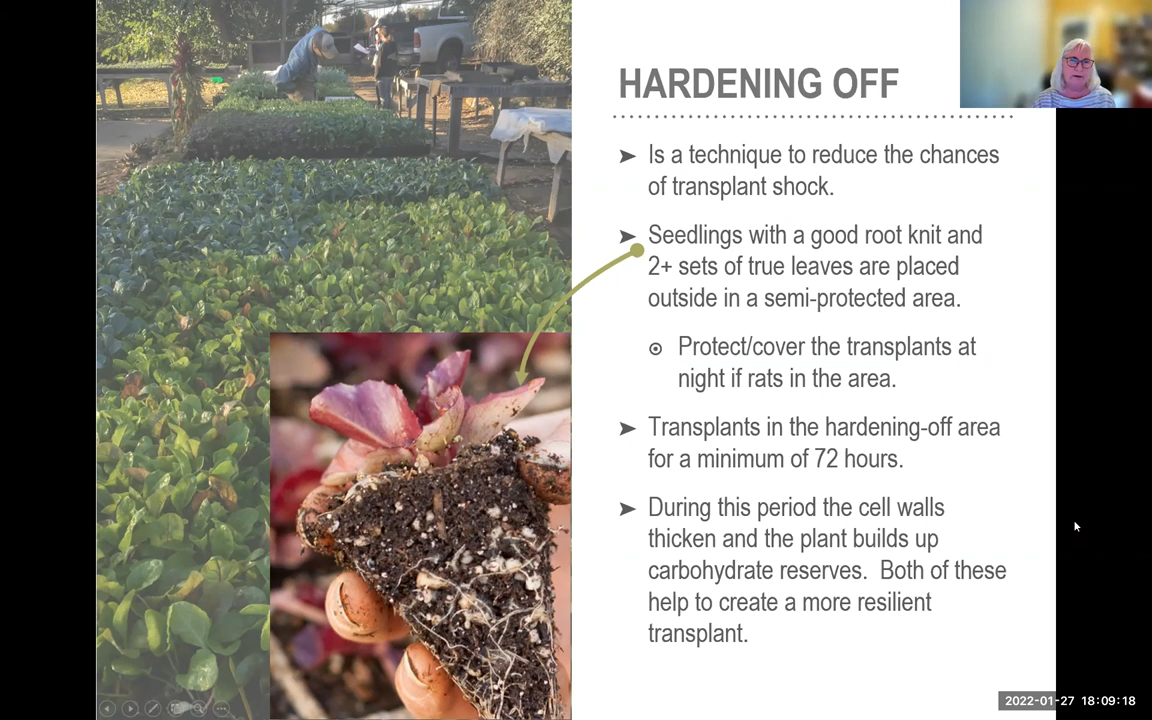 HARDENING OFF
➤ Is a technique to reduce the chances
of transplant shock.
➤ Seedlings with a good root knit and
2+ sets of true leaves are placed
outside in a semi-protected area.
Protect/cover the transplants at
night if rats in the area.
➤ Transplants in the hardening-off area
for a minimum of 72 hours.
➤ During this period the cell walls
thicken and the plant builds up
carbohydrate reserves.  Both of these
help to create a more resilient
transplant.
2022-01-27 18:09:18